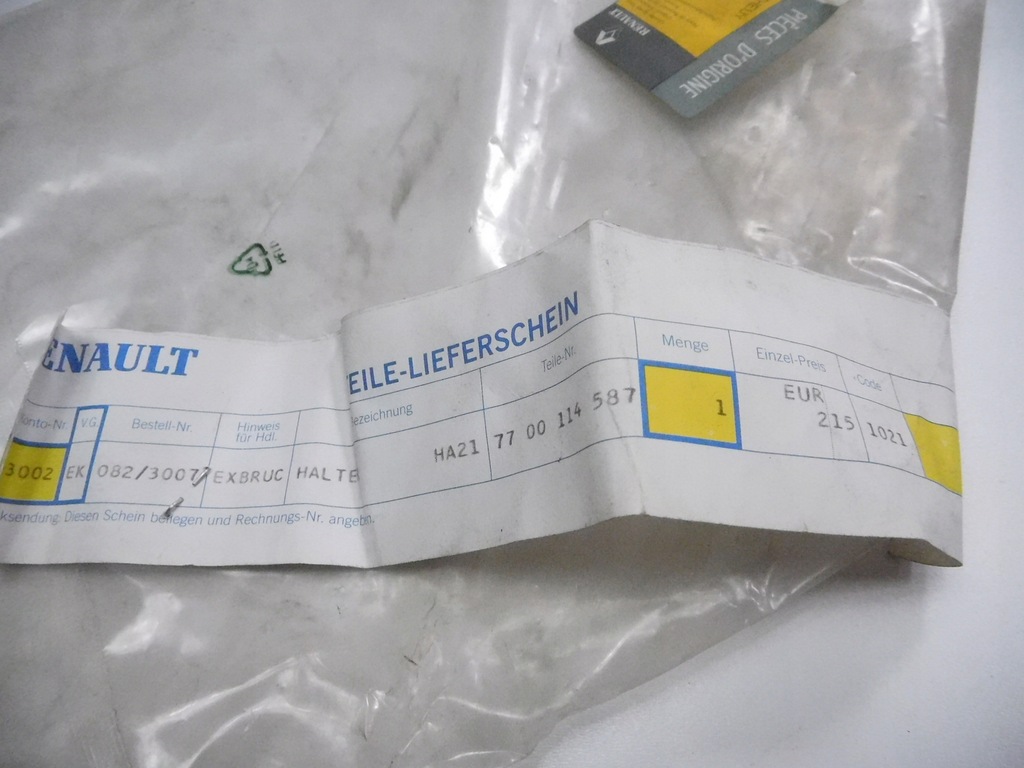 PIÈCES D'ORIGINE
RENAULT
ENAULT
EILE-LIEFERSCHEIN
onto-Nr. V.G. Bestell-Nr. Hinweis für Hdl. ezeichnung Teile-Nr. Menge Einzel-Preis Code
3002 EK 082/3007 EXBRUC HALTE HA21 77 00 114 587 1 EUR 215 1021
ksendung: Diesen Schein beilegen und Rechnungs-Nr. angeben.